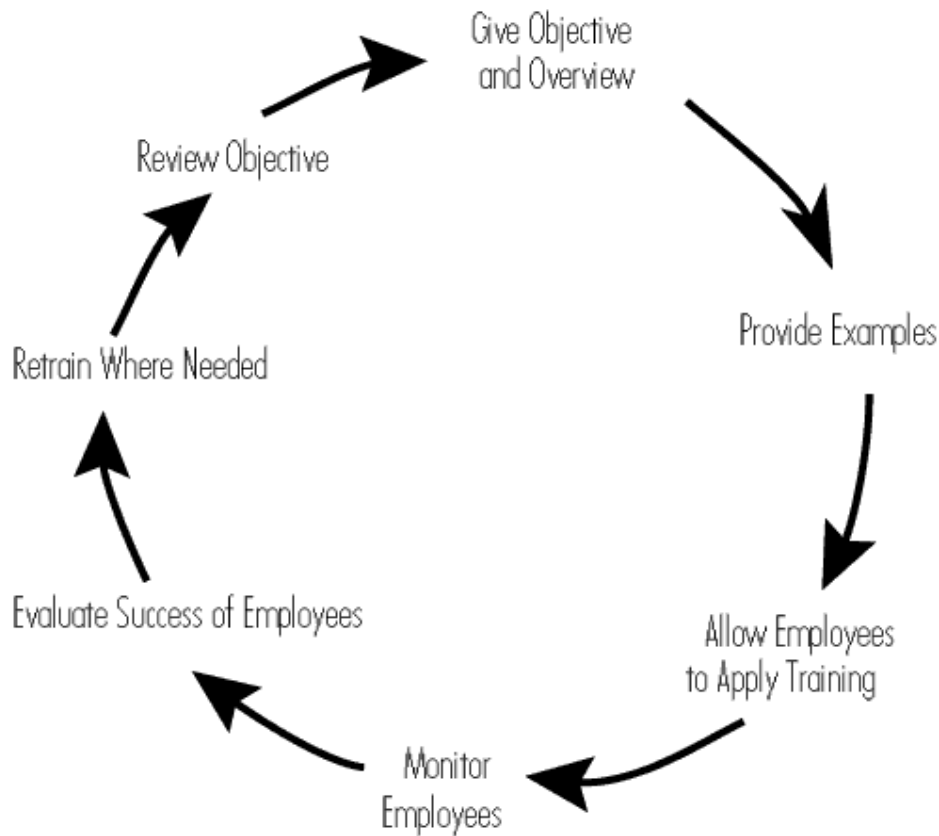 Give Objective
and Overview
Provide Examples
Allow Employees
to Apply Training
Monitor
Employees
Evaluate Success of Employees
Retrain Where Needed
Review Objective